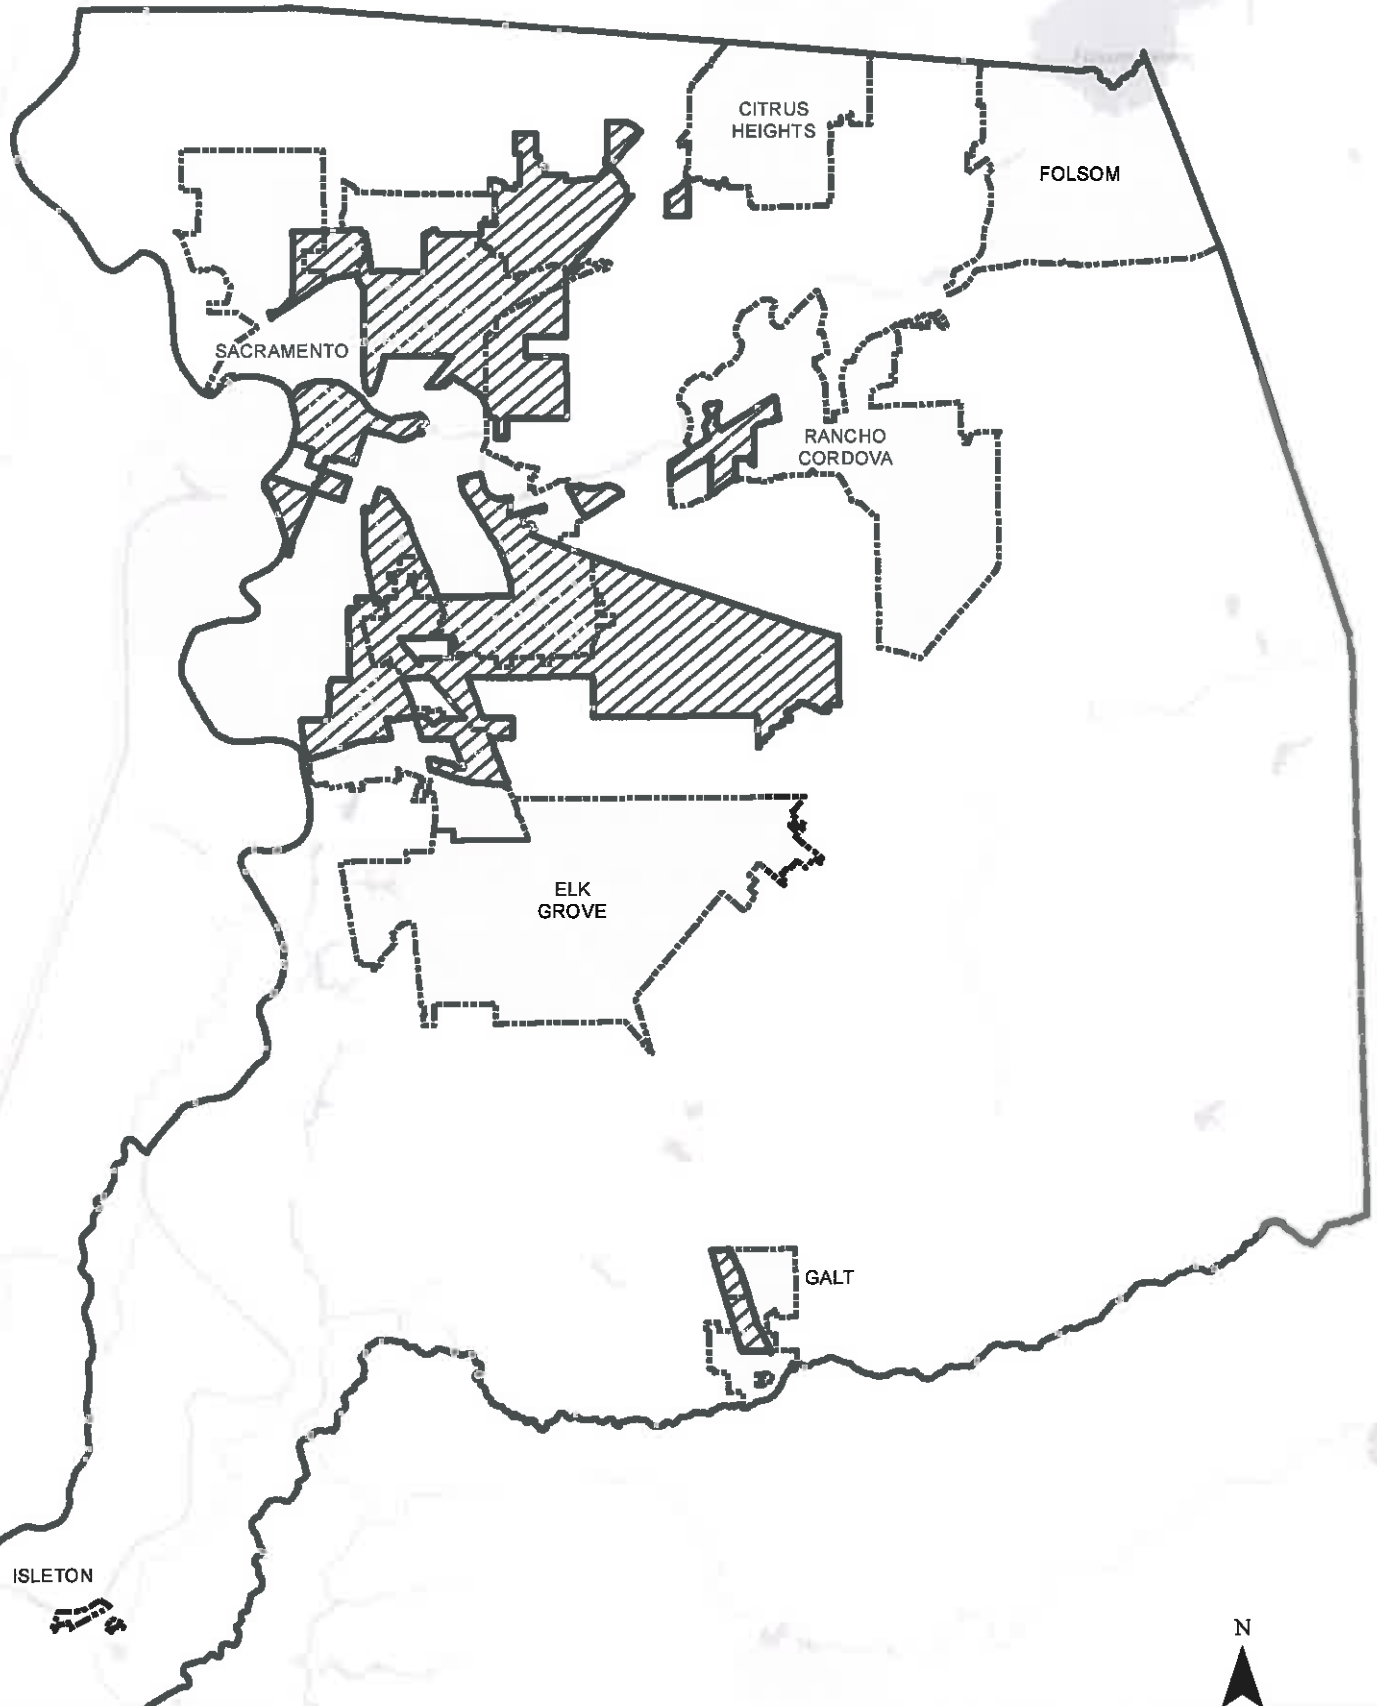 CITRUS
HEIGHTS
FOLSOM
SACRAMENTO
RANCHO
CORDOVA
ELK
GROVE
GALT
ISLETON
N